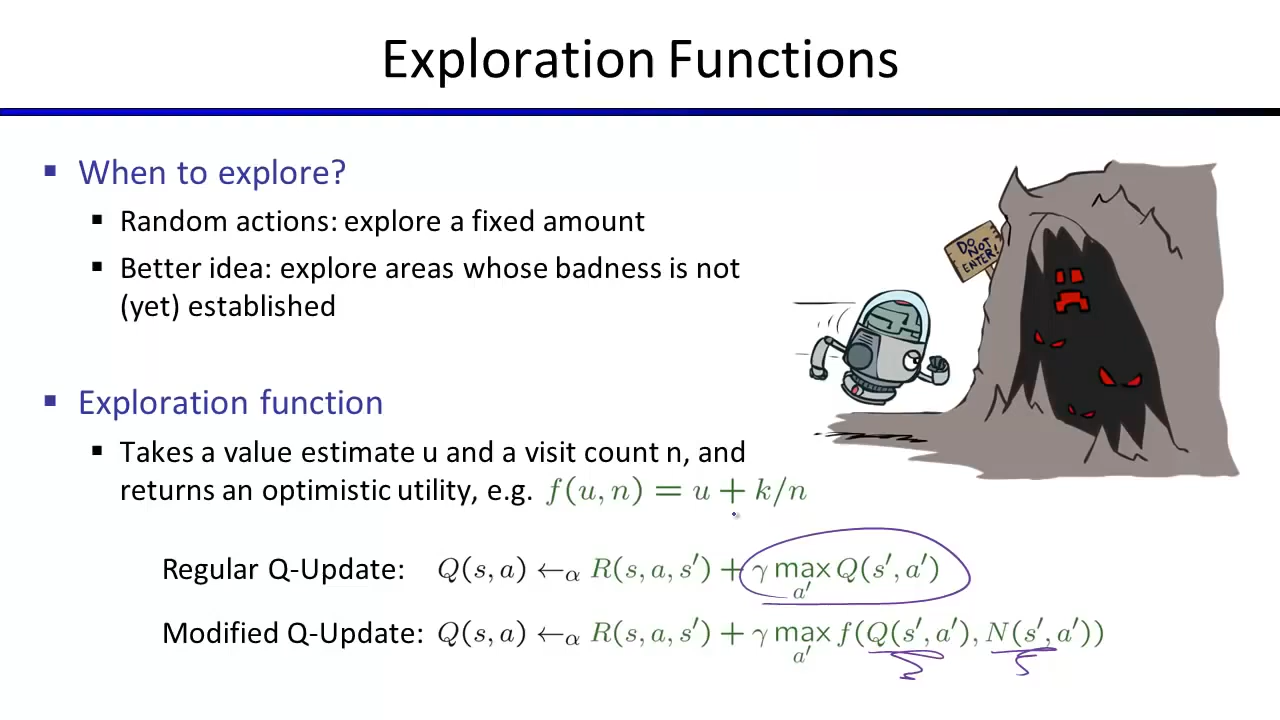 Exploration Functions
▪ When to explore?
▪ Random actions: explore a fixed amount
▪ Better idea: explore areas whose badness is not
(yet) established
DO
NOT
ENTER!
▪ Exploration function
▪ Takes a value estimate u and a visit count n, and
returns an optimistic utility, e.g. f(u, n) = u + k/n
Regular Q-Update: Q(s, a) ←α R(s, a, s′) + γ max a′ Q(s′, a′)
Modified Q-Update: Q(s, a) ←α R(s, a, s′) + γ max a′ f(Q(s′, a′), N(s′, a′))